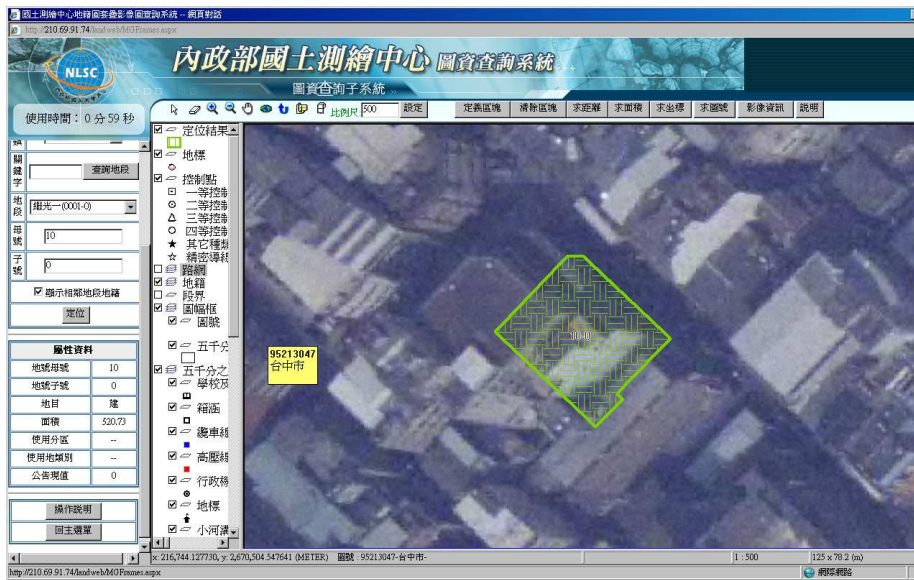 國土測繪中心地籍圖套疊影像圖查詢系統 -- 網頁對話
http://210.69.91.74/landweb/MGFrames.aspx
NLSC
內政部國土測繪中心 圖資查詢系統
圖資查詢子系統
使用時間：0 分 59 秒
比例尺 500 設定
定義區塊 清除區塊 求距離 求面積 求坐標 求圖號 影像資訊 說明
關鍵字 查詢地段
地段 繼光一(0001-0)
母號 10
子號 0
顯示相鄰地段地籍
定位
屬性資料
地號母號 10
地號子號 0
地目 建
面積 520.73
使用分區 --
使用地類別 --
公告現值 0
操作說明
回主選單
定位結果
地標
控制點
一等控制
二等控制
三等控制
四等控制
其它種類
精密導線
路網
地籍
段界
圖幅框
圖號
五千分
五千分之
學校及
箱涵
纜車線
高壓線
行政機
地標
小河溝
95213047
台中市
10-0
x: 216,744.127730, y: 2,670,504.547641 (METER) 圖號 : 95213047-台中市-
1 : 500
125 x 78.2 (m)
http://210.69.91.74/landweb/MGFrames.aspx
網際網路